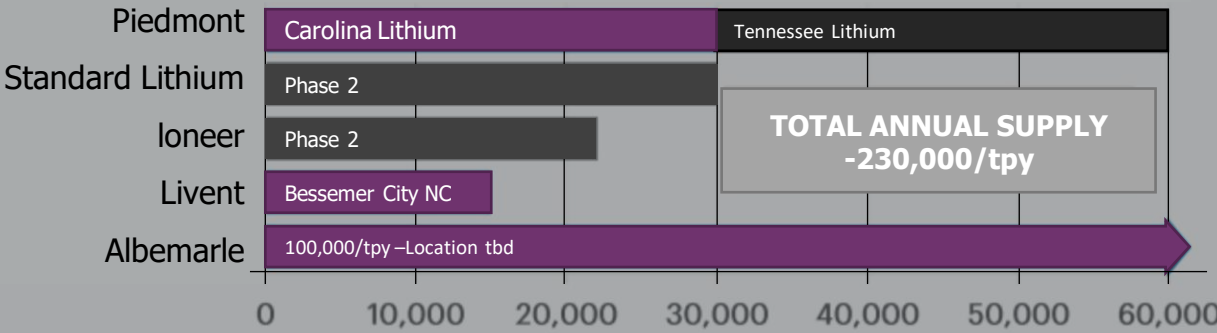 Piedmont
Carolina Lithium
Tennessee Lithium
Standard Lithium
Phase 2
Ioneer
Phase 2
TOTAL ANNUAL SUPPLY
-230,000/tpy
Livent
Bessemer City NC
Albemarle
100,000/tpy –Location tbd
0 10,000 20,000 30,000 40,000 50,000 60,000